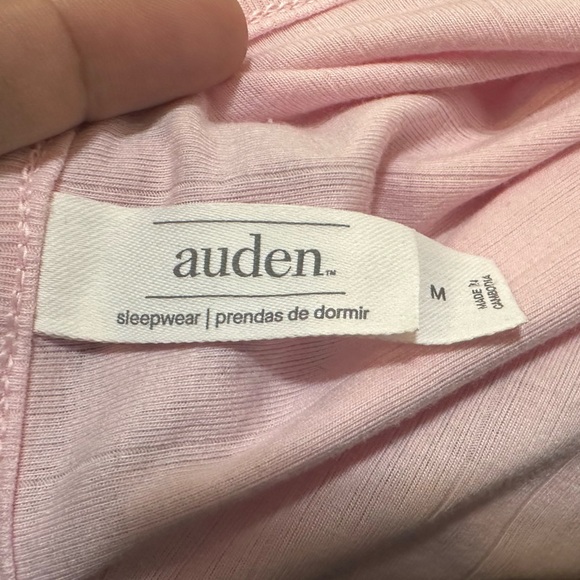 auden™
sleepwear | prendas de dormir
M
MADE IN
CAMBODIA